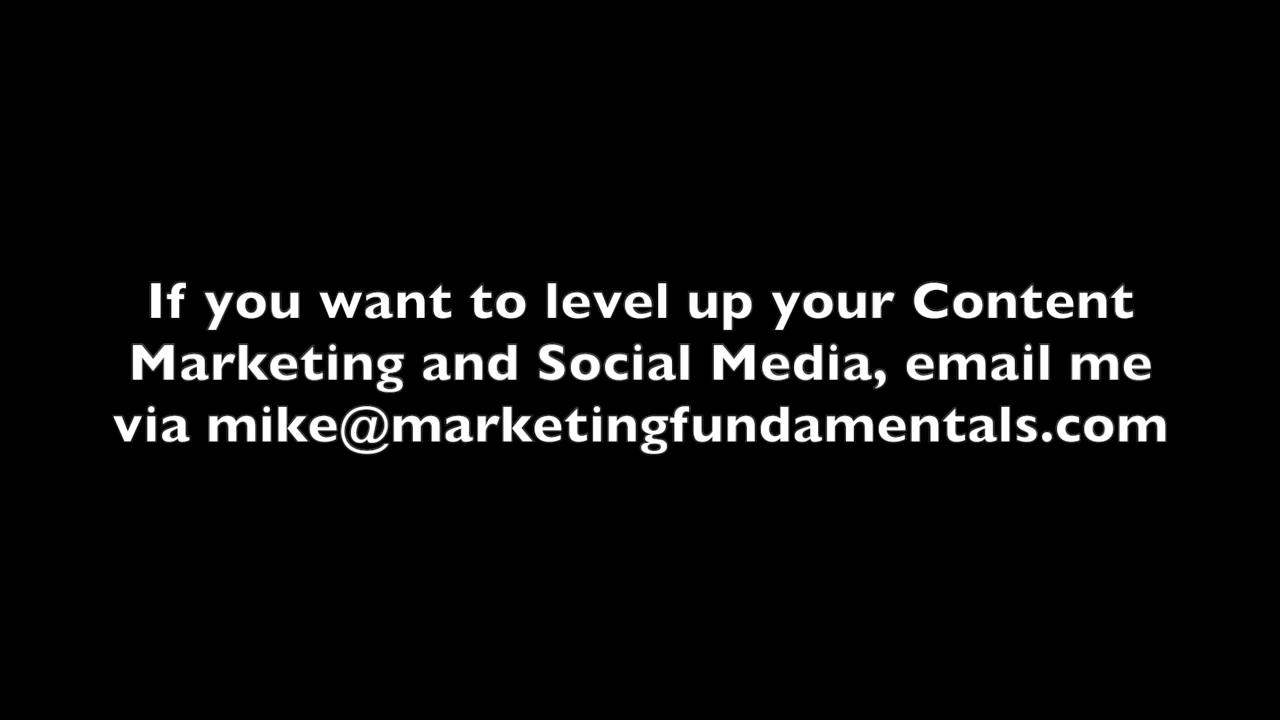 If you want to level up your Content
Marketing and Social Media, email me
via mike@marketingfundamentals.com